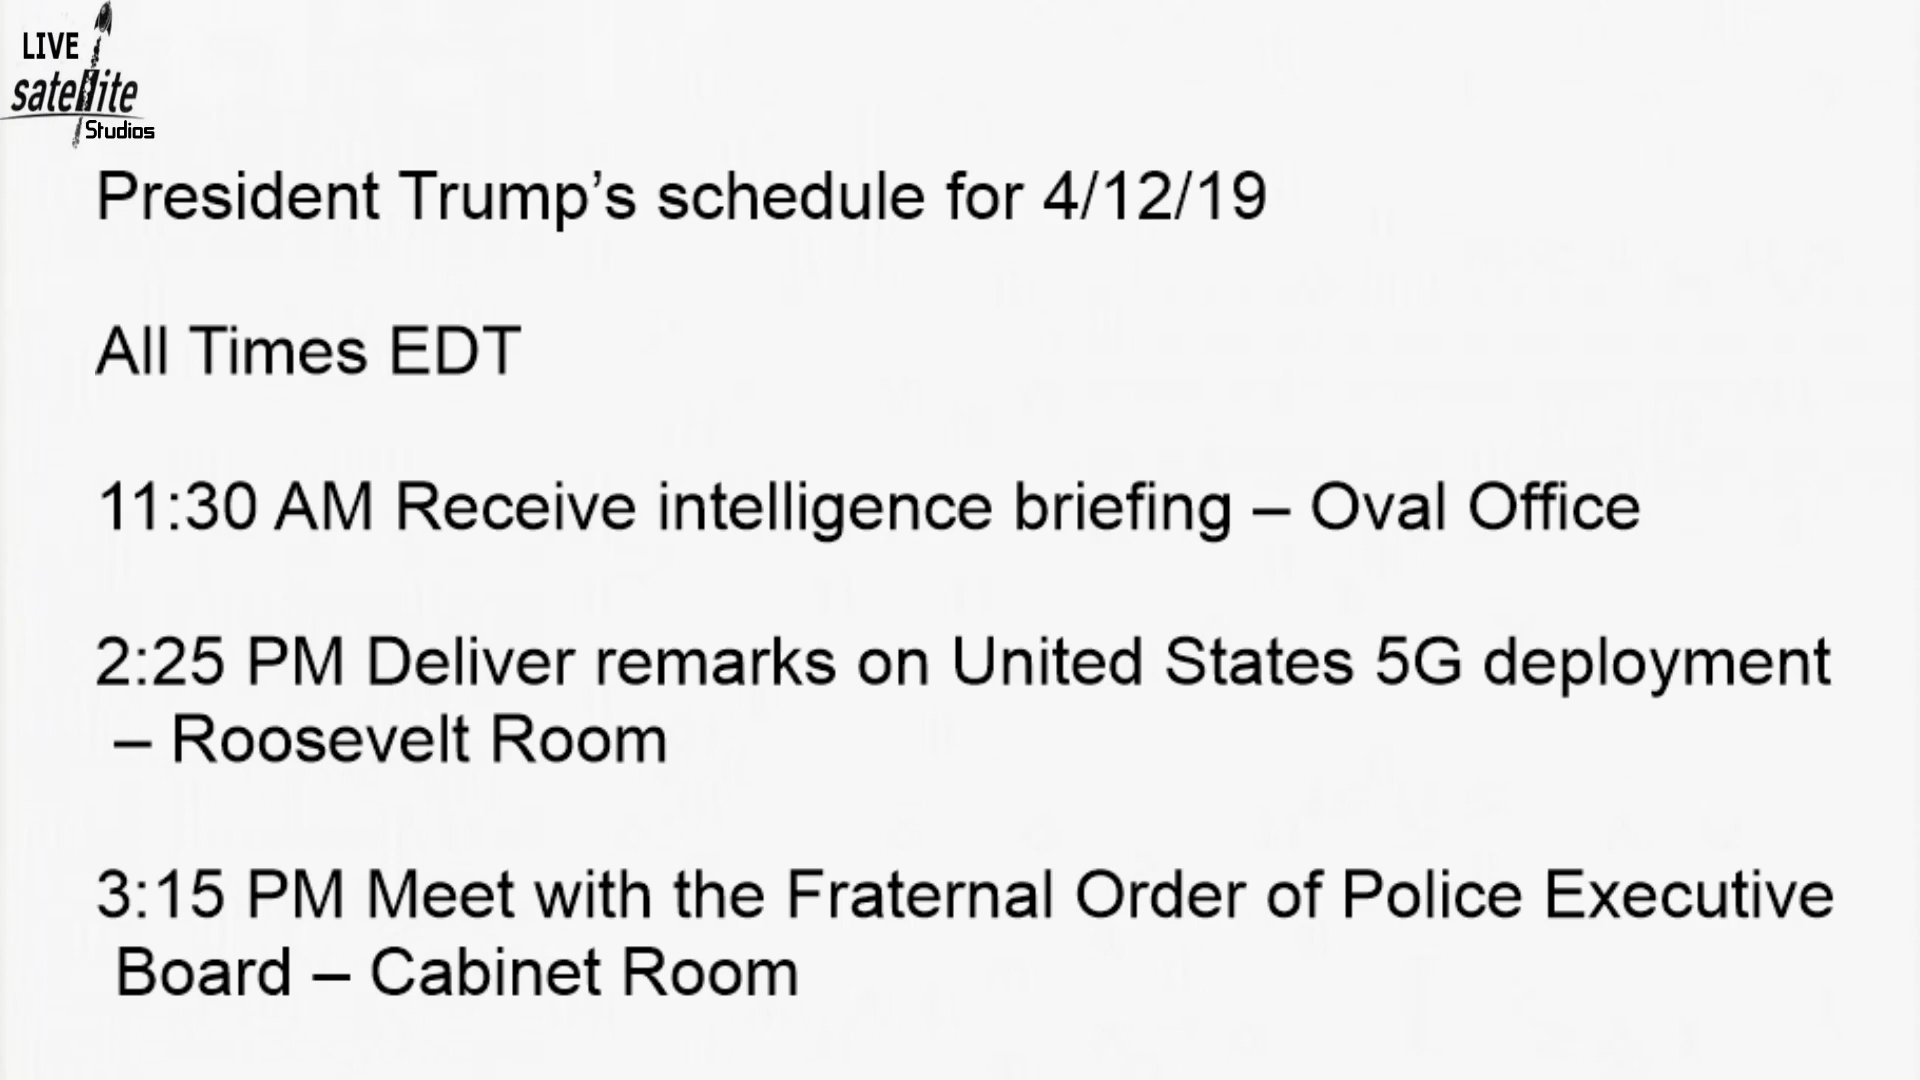 LIVE
satellite
Studios
President Trump’s schedule for 4/12/19
All Times EDT
11:30 AM Receive intelligence briefing – Oval Office
2:25 PM Deliver remarks on United States 5G deployment
– Roosevelt Room
3:15 PM Meet with the Fraternal Order of Police Executive
Board – Cabinet Room